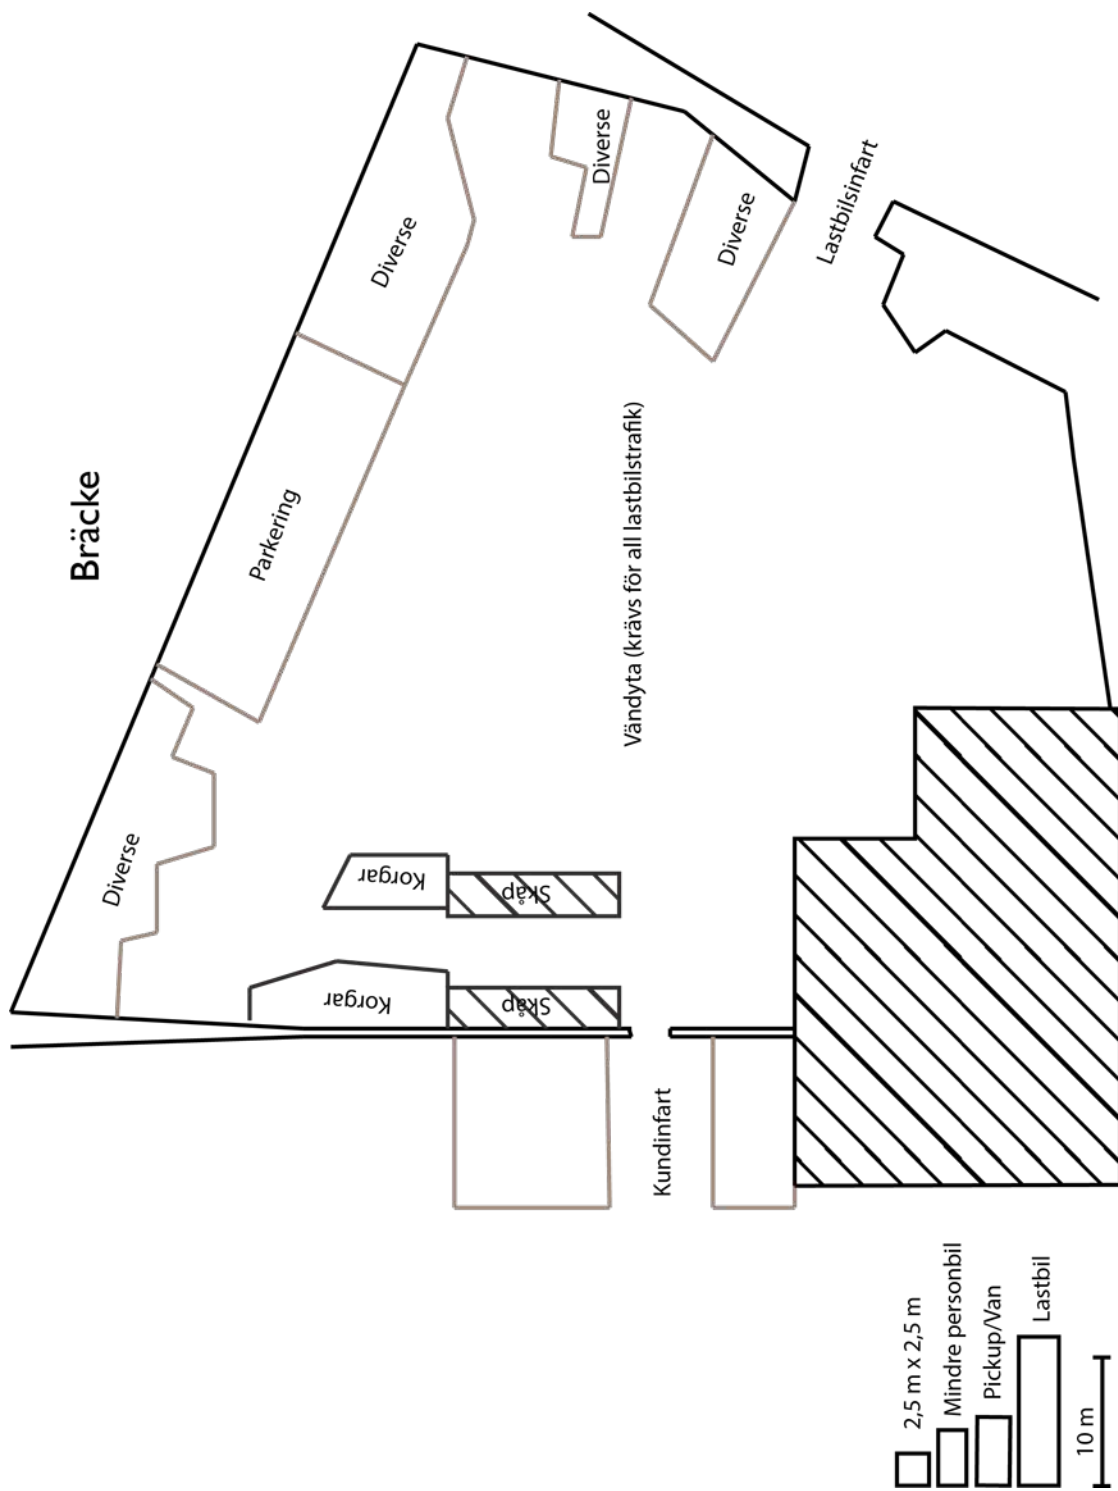 Bräcke
Diverse
Parkering
Diverse
Diverse
Diverse
Lastbilsinfart
Vändyta (krävs för all lastbilstrafik)
Korgar
Skåp
Korgar
Skåp
Kundinfart
2,5 m x 2,5 m
Mindre personbil
Pickup/Van
Lastbil
10 m